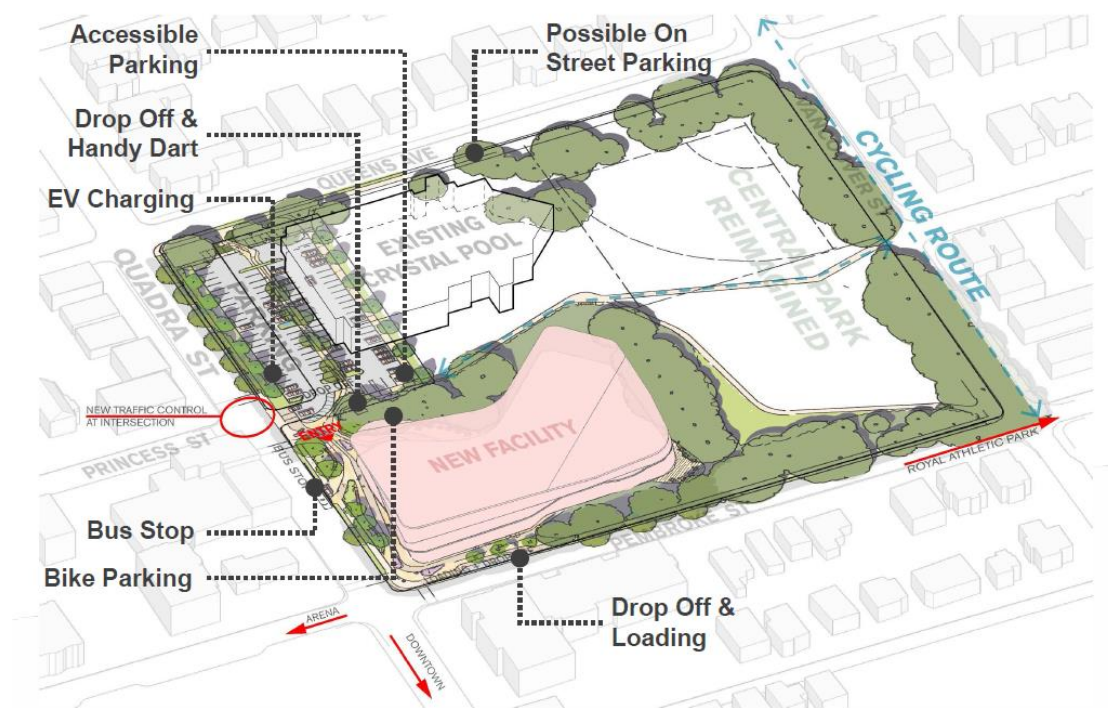 Accessible
Parking
Possible On
Street Parking
Drop Off &
Handy Dart
EV Charging
QUEENS AVE
VANCOUVER ST
CYCLING ROUTE
EXISTING
CRYSTAL POOL
CENTRAL PARK
REIMAGINED
QUADRA ST
PARKING
NEW TRAFFIC CONTROL
AT INTERSECTION
ENTRY
NEW FACILITY
PRINCESS ST
ROYAL ATHLETIC PARK
BUS STOP
PEMBROKE ST
Bus Stop
Bike Parking
Drop Off &
Loading
ARENA
DOWNTOWN